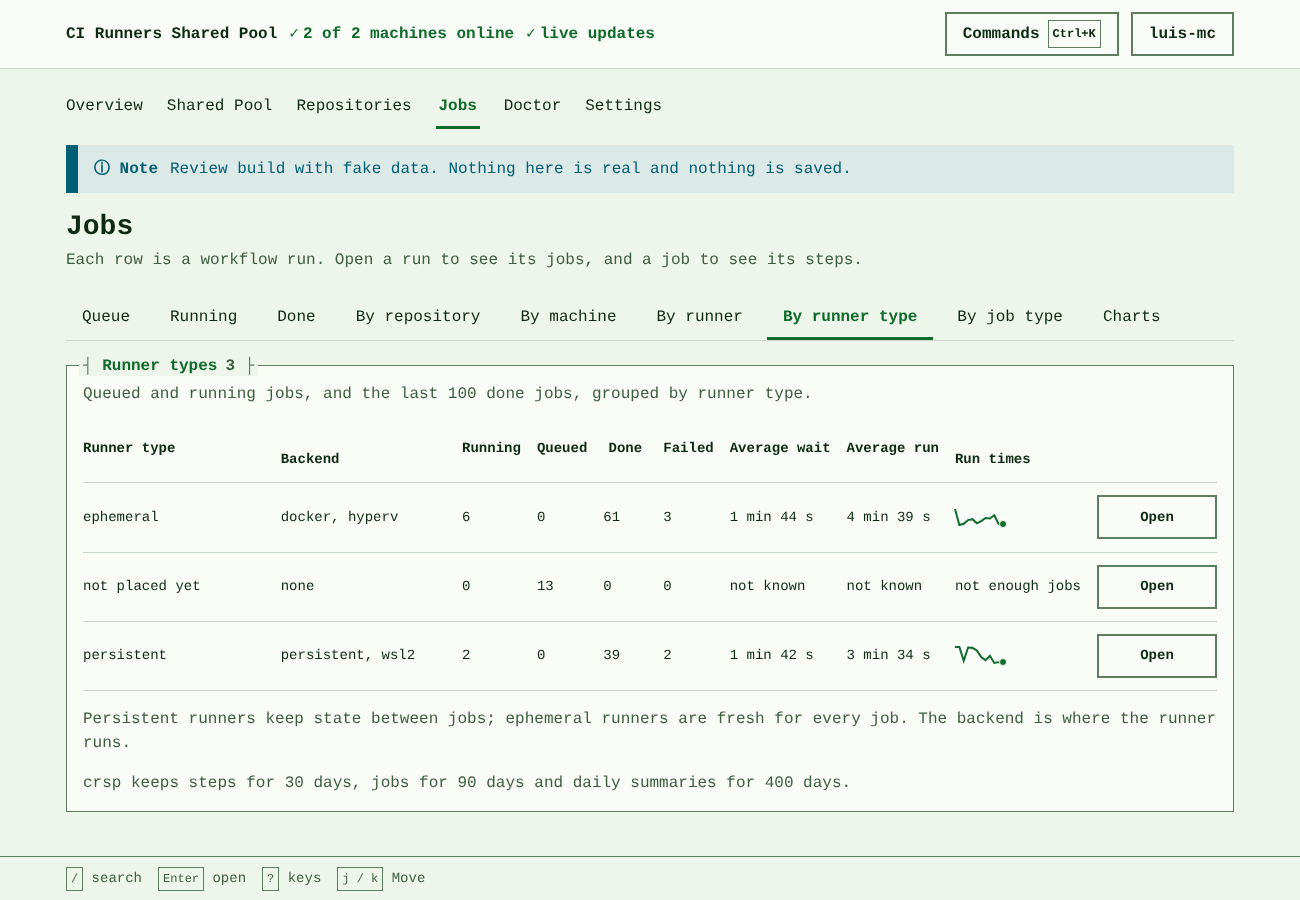 CI Runners Shared Pool ✓ 2 of 2 machines online ✓ live updates Commands Ctrl+K luis-mc
Overview Shared Pool Repositories Jobs Doctor Settings
ⓘ Note Review build with fake data. Nothing here is real and nothing is saved.
Jobs
Each row is a workflow run. Open a run to see its jobs, and a job to see its steps.
Queue Running Done By repository By machine By runner By runner type By job type Charts
┤ Runner types 3 ├
Queued and running jobs, and the last 100 done jobs, grouped by runner type.
Runner type Backend Running Queued Done Failed Average wait Average run Run times
ephemeral docker, hyperv 6 0 61 3 1 min 44 s 4 min 39 s Open
not placed yet none 0 13 0 0 not known not known not enough jobs Open
persistent persistent, wsl2 2 0 39 2 1 min 42 s 3 min 34 s Open
Persistent runners keep state between jobs; ephemeral runners are fresh for every job. The backend is where the runner
runs.
crsp keeps steps for 30 days, jobs for 90 days and daily summaries for 400 days.
/ search Enter open ? keys j / k Move